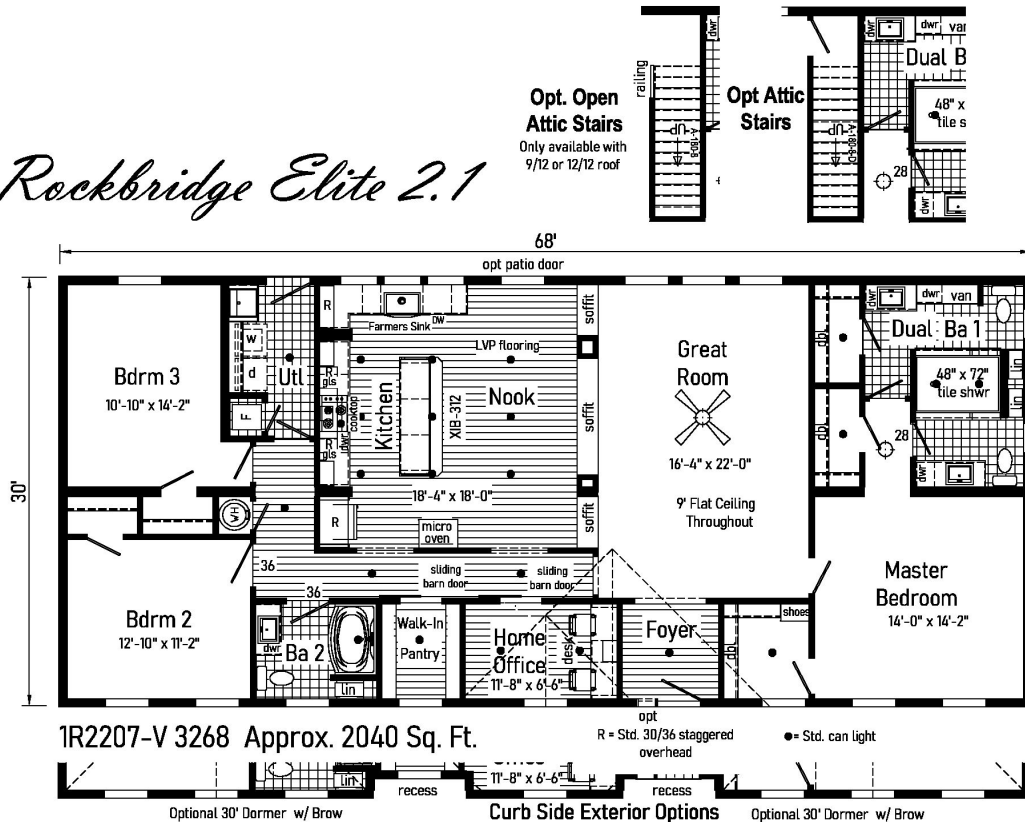 Opt. Open
Attic Stairs
Only available with
9/12 or 12/12 roof
railing
UP
A-180-8
dwr
Opt Attic
Stairs
UP
A-180-8-D
dwr
dwr
van
Dual B
48" x
tile s
28
dwr
Rockbridge Elite 2.1
68'
opt patio door
30'
Bdrm 3
10'-10" x 14'-2"
W
d
Utl
F
WH
R
Farmers Sink
DW
LVP flooring
R
gls
cooktop
dwr
R
gls
Kitchen
XIB-312
Nook
18'-4" x 18'-0"
R
micro
oven
soffit
soffit
soffit
Great
Room
16'-4" x 22'-0"
9' Flat Ceiling
Throughout
dbl
dbl
dwr
dwr
van
Dual Ba 1
48" x 72"
tile shwr
lin
lin
28
dwr
Master
Bedroom
14'-0" x 14'-2"
36
36
sliding
barn door
sliding
barn door
Bdrm 2
12'-10" x 11'-2"
dwr
Ba 2
lin
Walk-In
Pantry
Home
Office
11'-8" x 6'-6"
desk
Foyer
dbl
shoes
opt
1R2207-V 3268 Approx. 2040 Sq. Ft.
R = Std. 30/36 staggered
overhead
●= Std. can light
lin
11'-8" x 6'-6"
recess
recess
Optional 30' Dormer w/ Brow
Curb Side Exterior Options
Optional 30' Dormer w/ Brow